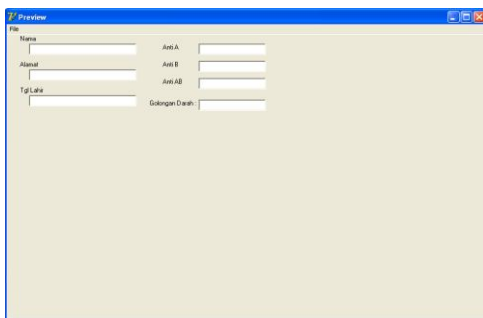 Preview
File
Nama
Alamat
Tgl Lahir
Anti A
Anti B
Anti AB
Golongan Darah :